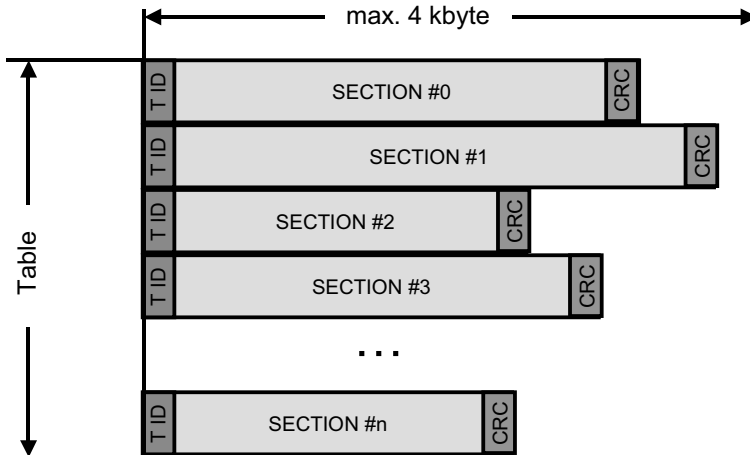 max. 4 kbyte
Table
T ID SECTION #0 CRC
T ID SECTION #1 CRC
T ID SECTION #2 CRC
T ID SECTION #3 CRC
...
T ID SECTION #n CRC